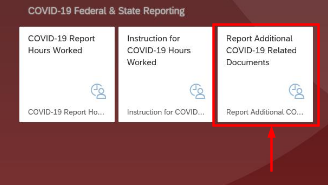 COVID-19 Federal & State Reporting
COVID-19 Report
Hours Worked
COVID-19 Report Ho...
Instruction for
COVID-19 Hours
Worked
Instruction for COVID...
Report Additional
COVID-19 Related
Documents
Report Additional CO...